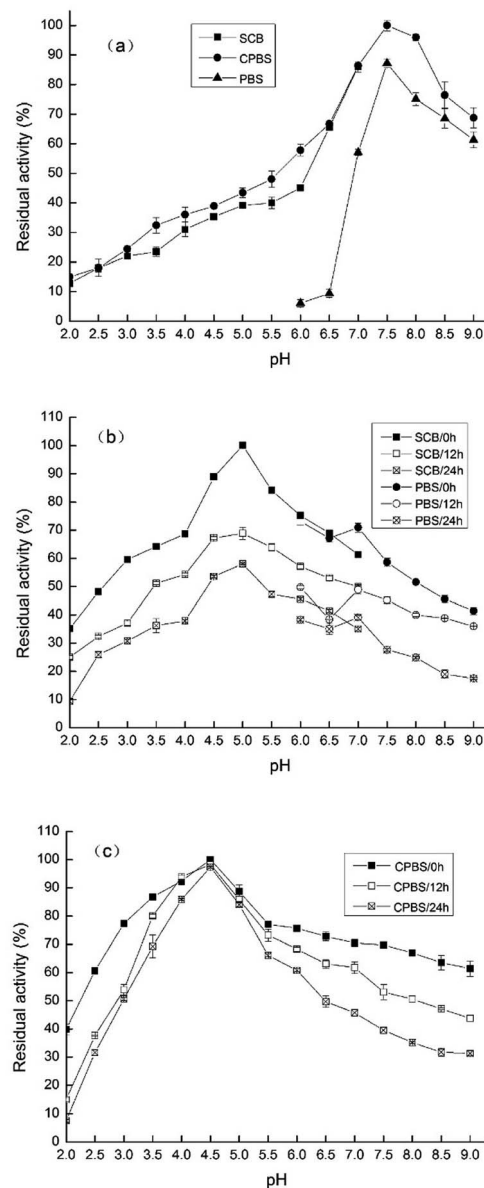 （a）
SCB
CPBS
PBS
Residual activity (%)
100
90
80
70
60
50
40
30
20
10
0
2.0 2.5 3.0 3.5 4.0 4.5 5.0 5.5 6.0 6.5 7.0 7.5 8.0 8.5 9.0
pH
（b）
SCB/0h
SCB/12h
SCB/24h
PBS/0h
PBS/12h
PBS/24h
Residual activity (%)
110
100
90
80
70
60
50
40
30
20
10
0
2.0 2.5 3.0 3.5 4.0 4.5 5.0 5.5 6.0 6.5 7.0 7.5 8.0 8.5 9.0
pH
（c）
CPBS/0h
CPBS/12h
CPBS/24h
Residual activity (%)
110
100
90
80
70
60
50
40
30
20
10
0
2.0 2.5 3.0 3.5 4.0 4.5 5.0 5.5 6.0 6.5 7.0 7.5 8.0 8.5 9.0
pH